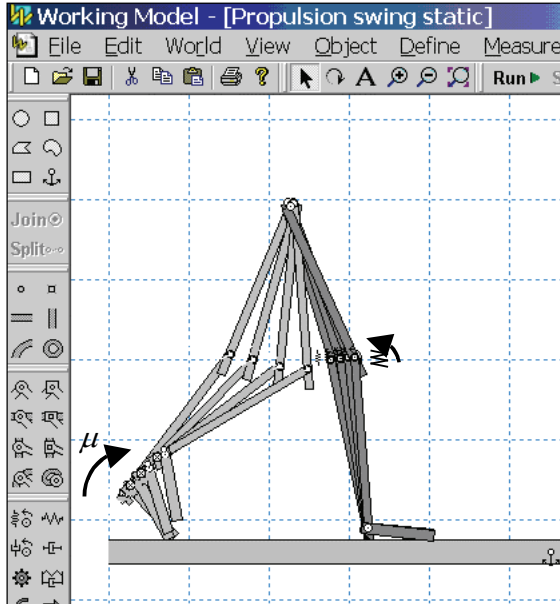 Working Model - [Propulsion swing static]
File Edit World View Object Define Measure
A Run S
Join
Split
μ